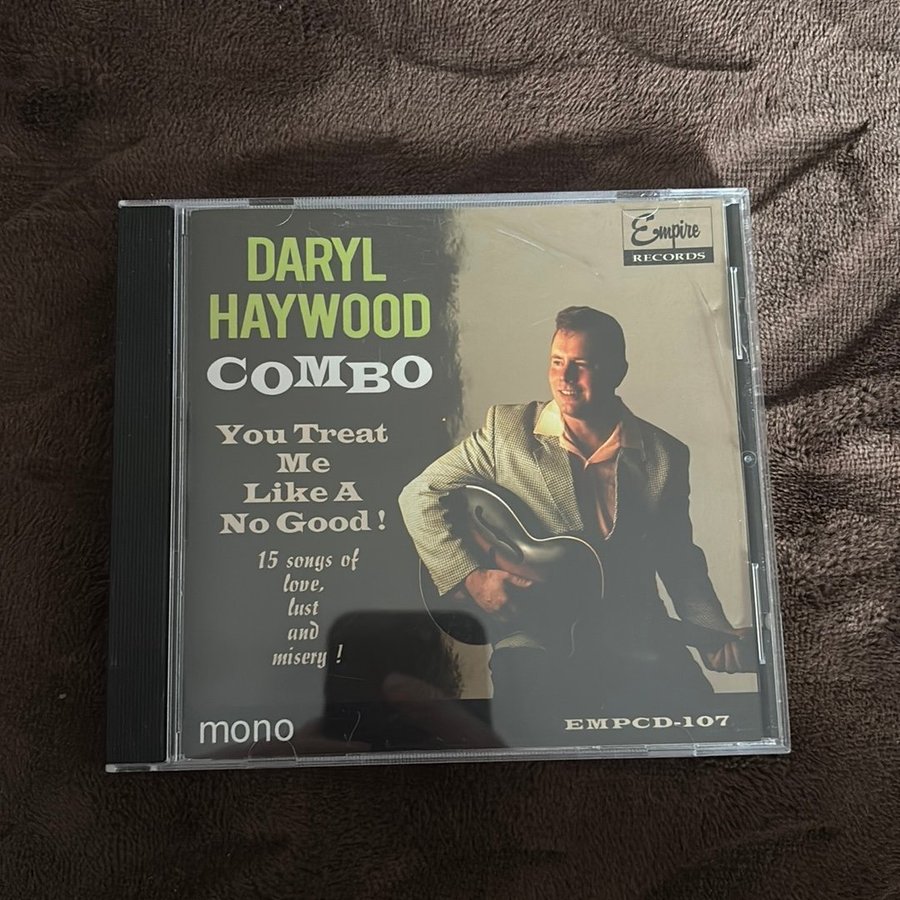 DARYL
HAYWOOD
COMBO
You Treat
Me
Like A
No Good!
15 songs of
love,
lust
and
misery!
mono
Empire
RECORDS
EMPCD-107